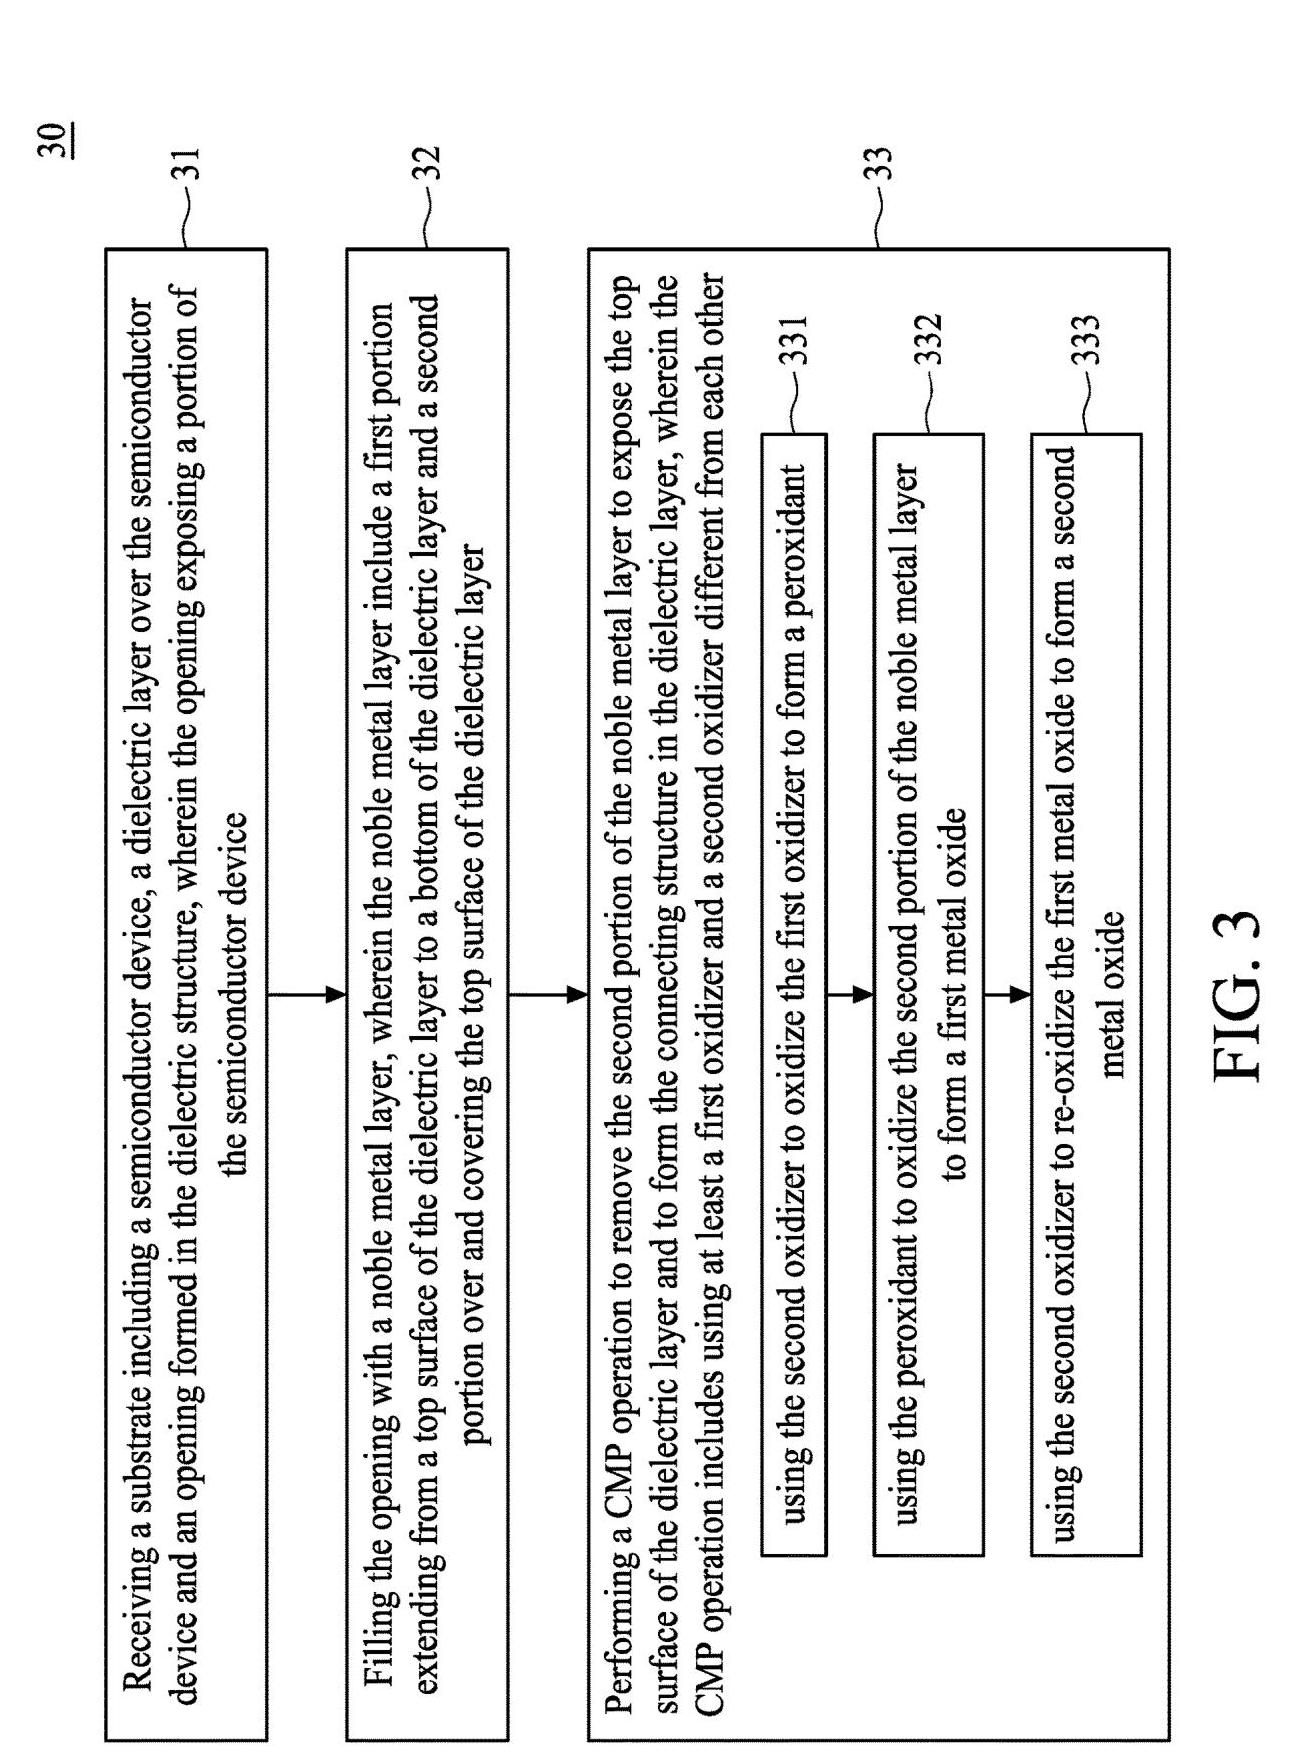 30
31
Receiving a substrate including a semiconductor device, a dielectric layer over the semiconductor
device and an opening formed in the dielectric structure, wherein the opening exposing a portion of
the semiconductor device
32
Filling the opening with a noble metal layer, wherein the noble metal layer include a first portion
extending from a top surface of the dielectric layer to a bottom of the dielectric layer and a second
portion over and covering the top surface of the dielectric layer
33
Performing a CMP operation to remove the second portion of the noble metal layer to expose the top
surface of the dielectric layer and to form the connecting structure in the dielectric layer, wherein the
CMP operation includes using at least a first oxidizer and a second oxidizer different from each other
331
using the second oxidizer to oxidize the first oxidizer to form a peroxidant
332
using the peroxidant to oxidize the second portion of the noble metal layer
to form a first metal oxide
333
using the second oxidizer to re-oxidize the first metal oxide to form a second
metal oxide
FIG. 3